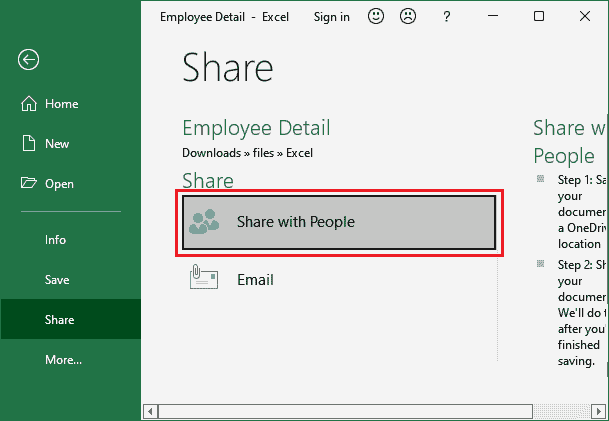 Employee Detail - Excel Sign in ?
Share
Home
New
Open
Info
Save
Share
More...
Employee Detail
Downloads » files » Excel
Share
Share with People
Email
Share w
People
Step 1: Sa
your
documen
a OneDriv
location
Step 2: Sh
your
documen
We'll do t
after you'
finished
saving.